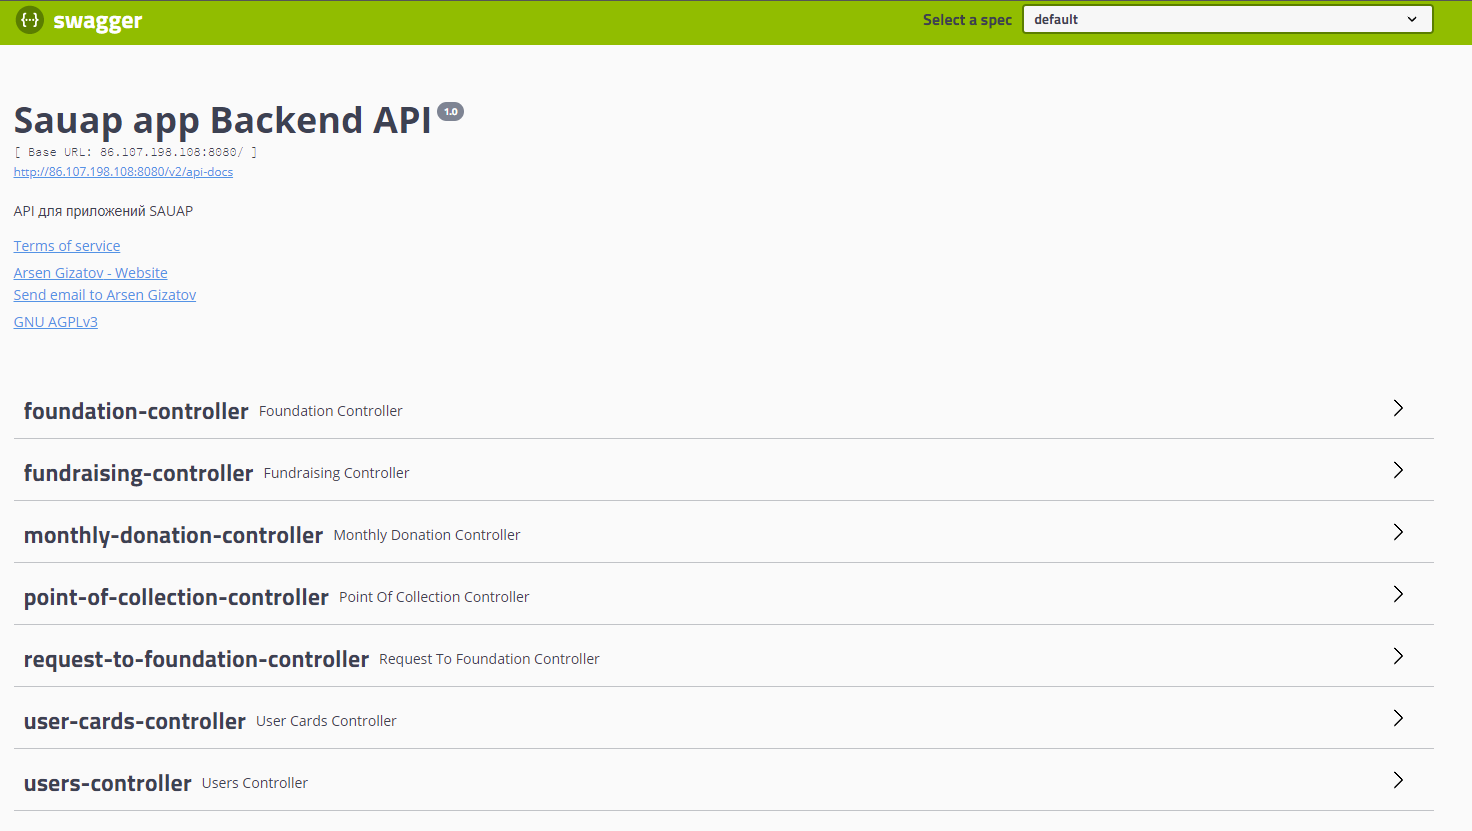 swagger
Select a spec default
Sauap app Backend API 1.0
[ Base URL: 86.107.198.108:8080/ ]
http://86.107.198.108:8080/v2/api-docs
API для приложений SAUAP
Terms of service
Arsen Gizatov - Website
Send email to Arsen Gizatov
GNU AGPLv3
foundation-controller Foundation Controller
fundraising-controller Fundraising Controller
monthly-donation-controller Monthly Donation Controller
point-of-collection-controller Point Of Collection Controller
request-to-foundation-controller Request To Foundation Controller
user-cards-controller User Cards Controller
users-controller Users Controller